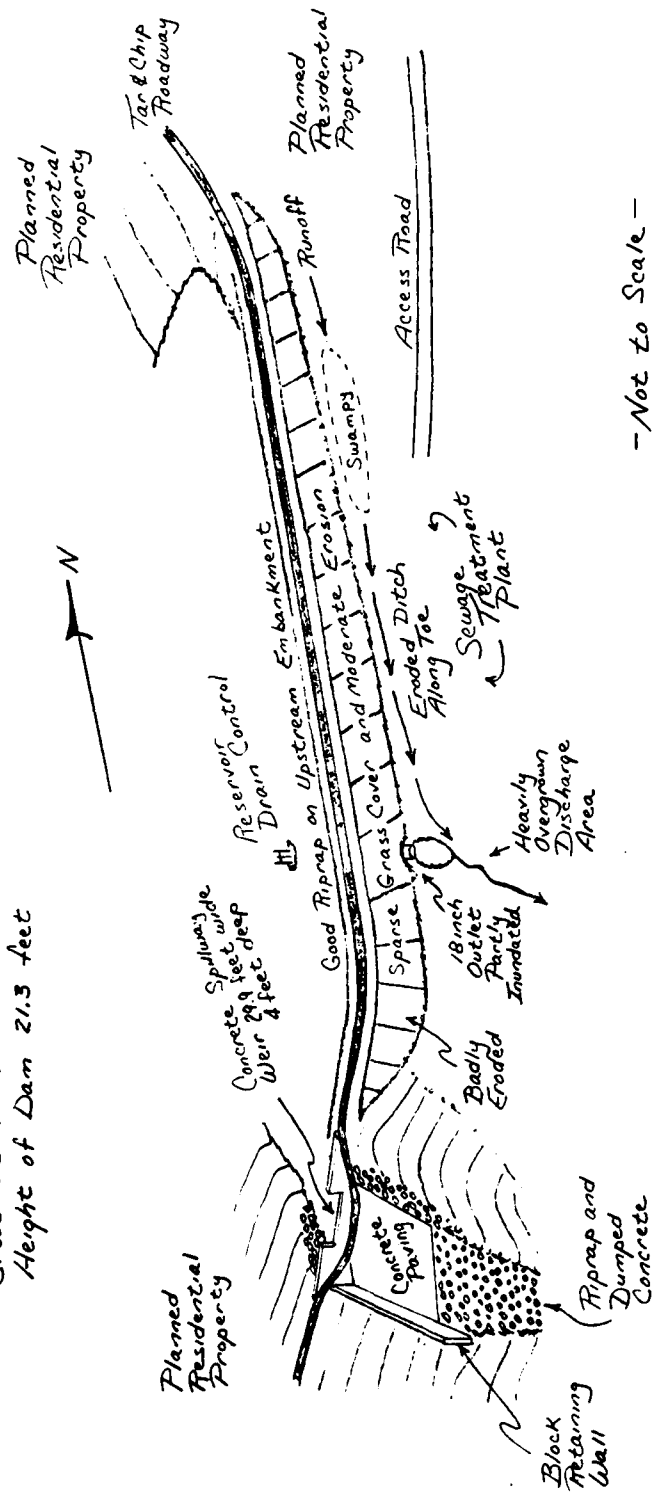 Height of Dam 21.3 feet
N
Planned
Residential
Property
Tar & Chip
Roadway
Planned
Residential
Property
Concrete Spillway
Weir 29.9 feet wide
4 feet deep
Reservoir
Drain Control
Good Riprap on Upstream Embankment
Planned
Residential
Property
Runoff
Swampy
Access Road
Sparse Grass Cover and Moderate Erosion
Eroded Ditch
Along Toe
Sewage
Treatment
Plant
Concrete
Paving
Badly
Eroded
18 inch
Outlet
Partly
Inundated
Heavily
Overgrown
Discharge
Area
Block
Retaining
Wall
Riprap and
Dumped
Concrete
- Not to Scale -